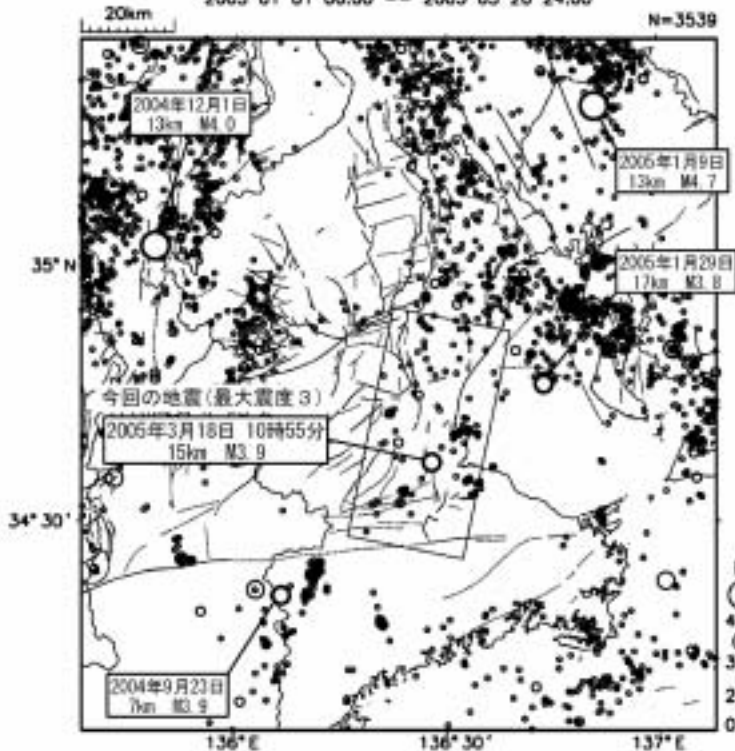 20km
N=3539
2004年12月1日
13km M4.0
2005年1月9日
13km M4.7
35°N
2005年1月29日
17km M3.8
今回の地震(最大震度3)
2005年3月18日 10時55分
15km M3.9
34°30'
2004年9月23日
7km M3.9
4
3
2
0
136°E
136°30'
137°E